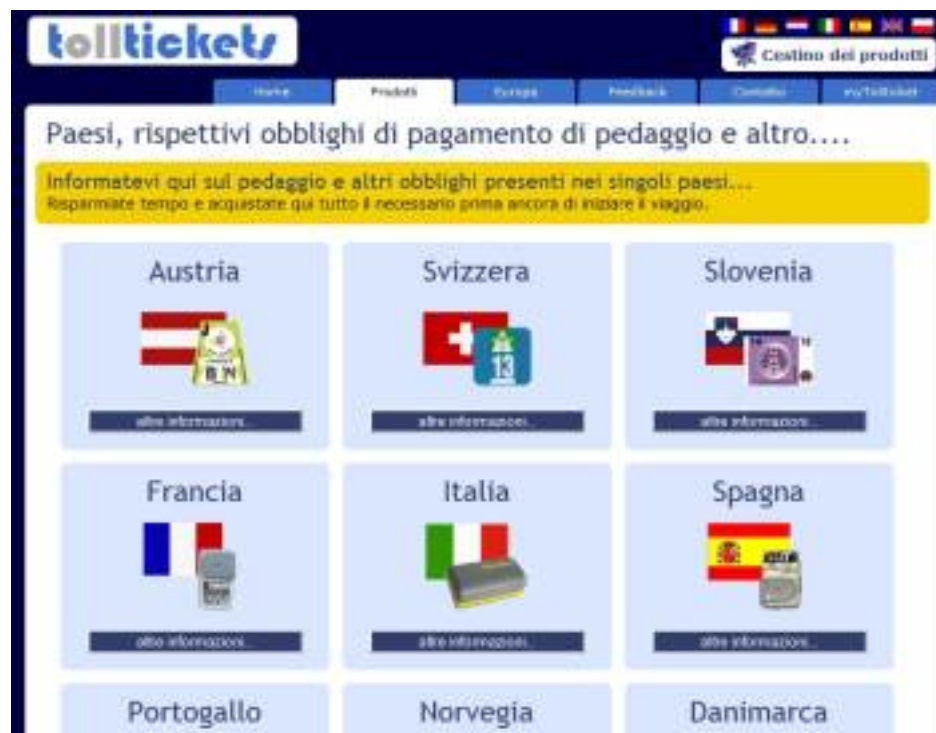 tolltickets
Cestino dei prodotti
Home Prodotti Europa Feedback Contatto myTollticket
Paesi, rispettivi obblighi di pagamento di pedaggio e altro....
Informatevi qui sul pedaggio e altri obblighi presenti nei singoli paesi...
Risparmiate tempo e acquistate qui tutto il necessario prima ancora di iniziare il viaggio.
Austria Svizzera Slovenia
13
altre informazioni... altre informazioni... altre informazioni...
Francia Italia Spagna
altre informazioni... altre informazioni... altre informazioni...
Portogallo Norvegia Danimarca